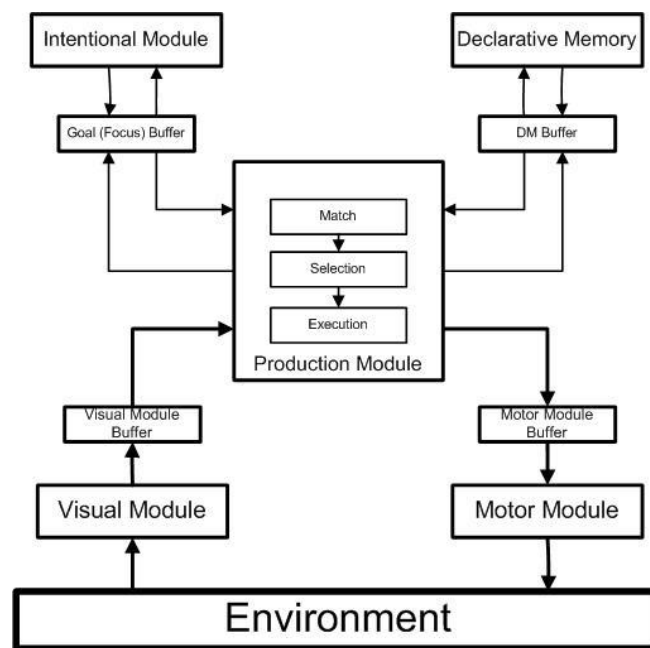 Intentional Module
Declarative Memory
Goal (Focus) Buffer
DM Buffer
Match
Selection
Execution
Production Module
Visual Module
Buffer
Motor Module
Buffer
Visual Module
Motor Module
Environment